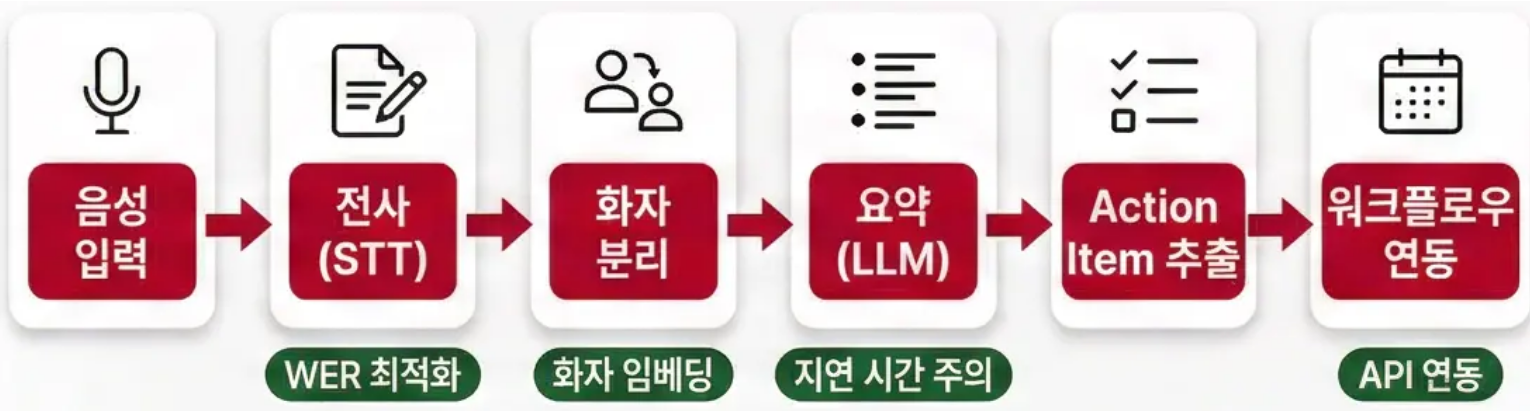 음성
입력
전사
(STT)
화자
분리
요약
(LLM)
Action
Item 추출
워크플로우
연동
WER 최적화
화자 임베딩
지연 시간 주의
API 연동